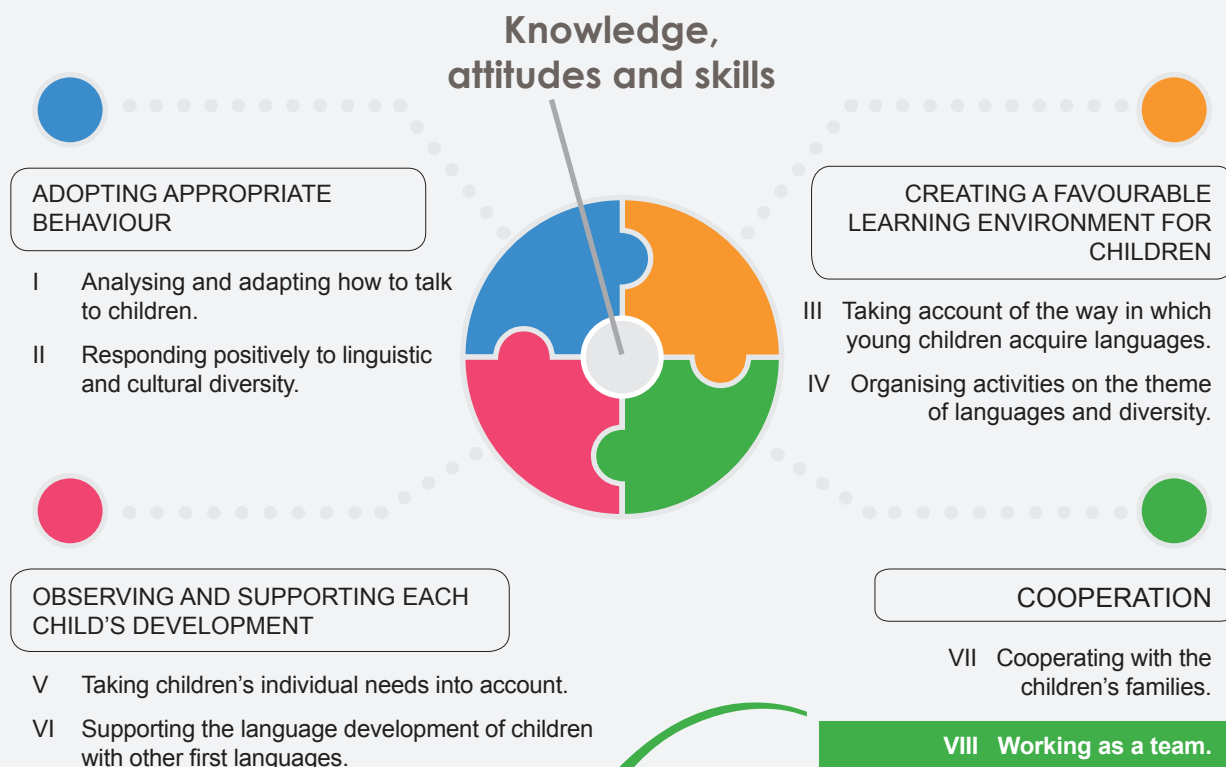 Knowledge,
attitudes and skills
ADOPTING APPROPRIATE
BEHAVIOUR
I Analysing and adapting how to talk
to children.
II Responding positively to linguistic
and cultural diversity.
CREATING A FAVOURABLE
LEARNING ENVIRONMENT FOR
CHILDREN
III Taking account of the way in which
young children acquire languages.
IV Organising activities on the theme
of languages and diversity.
OBSERVING AND SUPPORTING EACH
CHILD’S DEVELOPMENT
V Taking children’s individual needs into account.
VI Supporting the language development of children
with other first languages.
COOPERATION
VII Cooperating with the
children’s families.
VIII Working as a team.